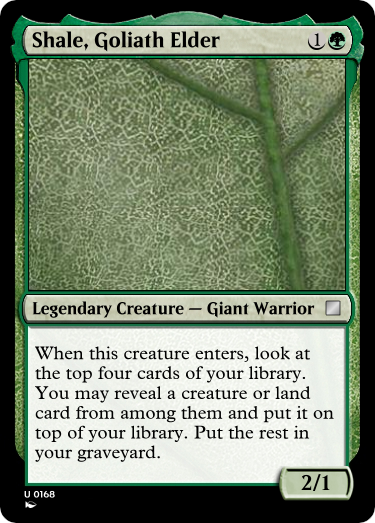 Shale, Goliath Elder 1
Legendary Creature — Giant Warrior
When this creature enters, look at
the top four cards of your library.
You may reveal a creature or land
card from among them and put it on
top of your library. Put the rest in
your graveyard.
2/1
U 0168